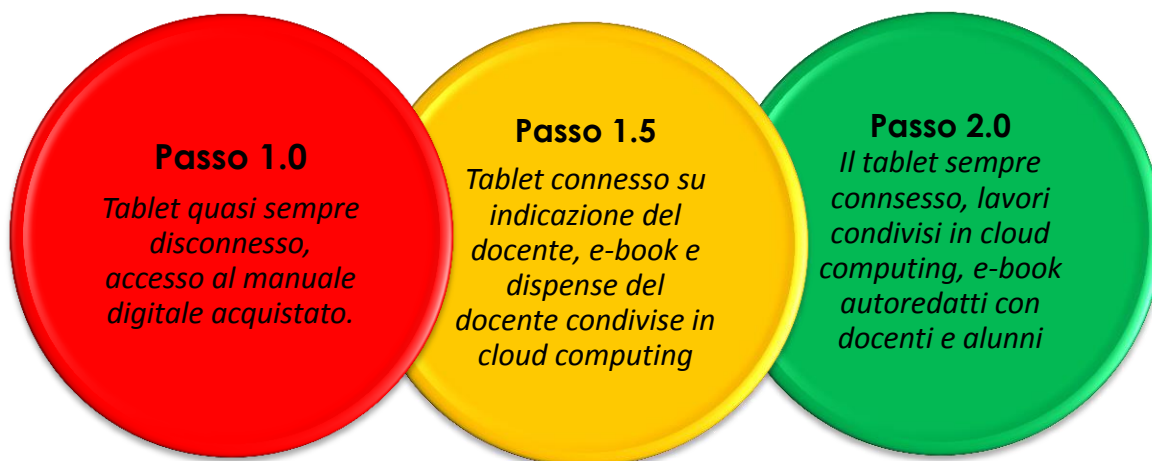 Passo 1.0
Tablet quasi sempre
disconnesso,
accesso al manuale
digitale acquistato.
Passo 1.5
Tablet connesso su
indicazione del
docente, e-book e
dispense del
docente condivise in
cloud computing
Passo 2.0
Il tablet sempre
connsesso, lavori
condivisi in cloud
computing, e-book
autoredatti con
docenti e alunni